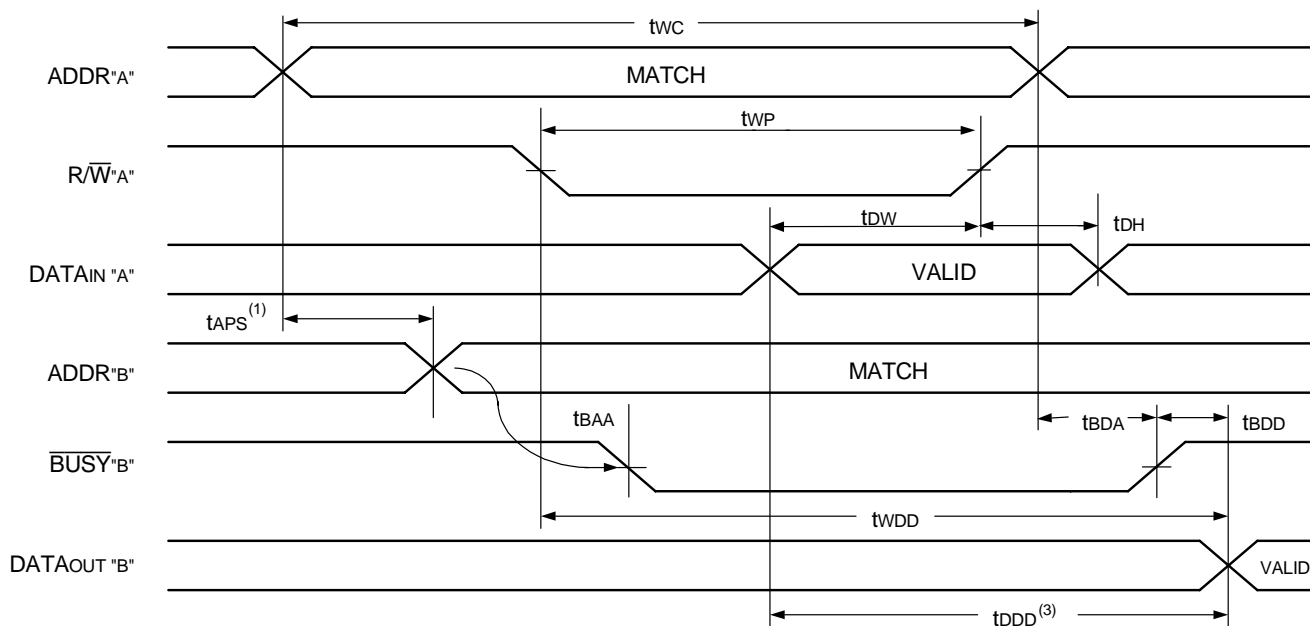 tWC
ADDR"A"
MATCH
tWP
R/W̅"A"
tDW
tDH
DATAIN "A"
VALID
tAPS(1)
ADDR"B"
MATCH
tBAA
tBDA
tBDD
B̅U̅S̅Y̅"B"
tWDD
DATAOUT "B"
VALID
tDDD(3)